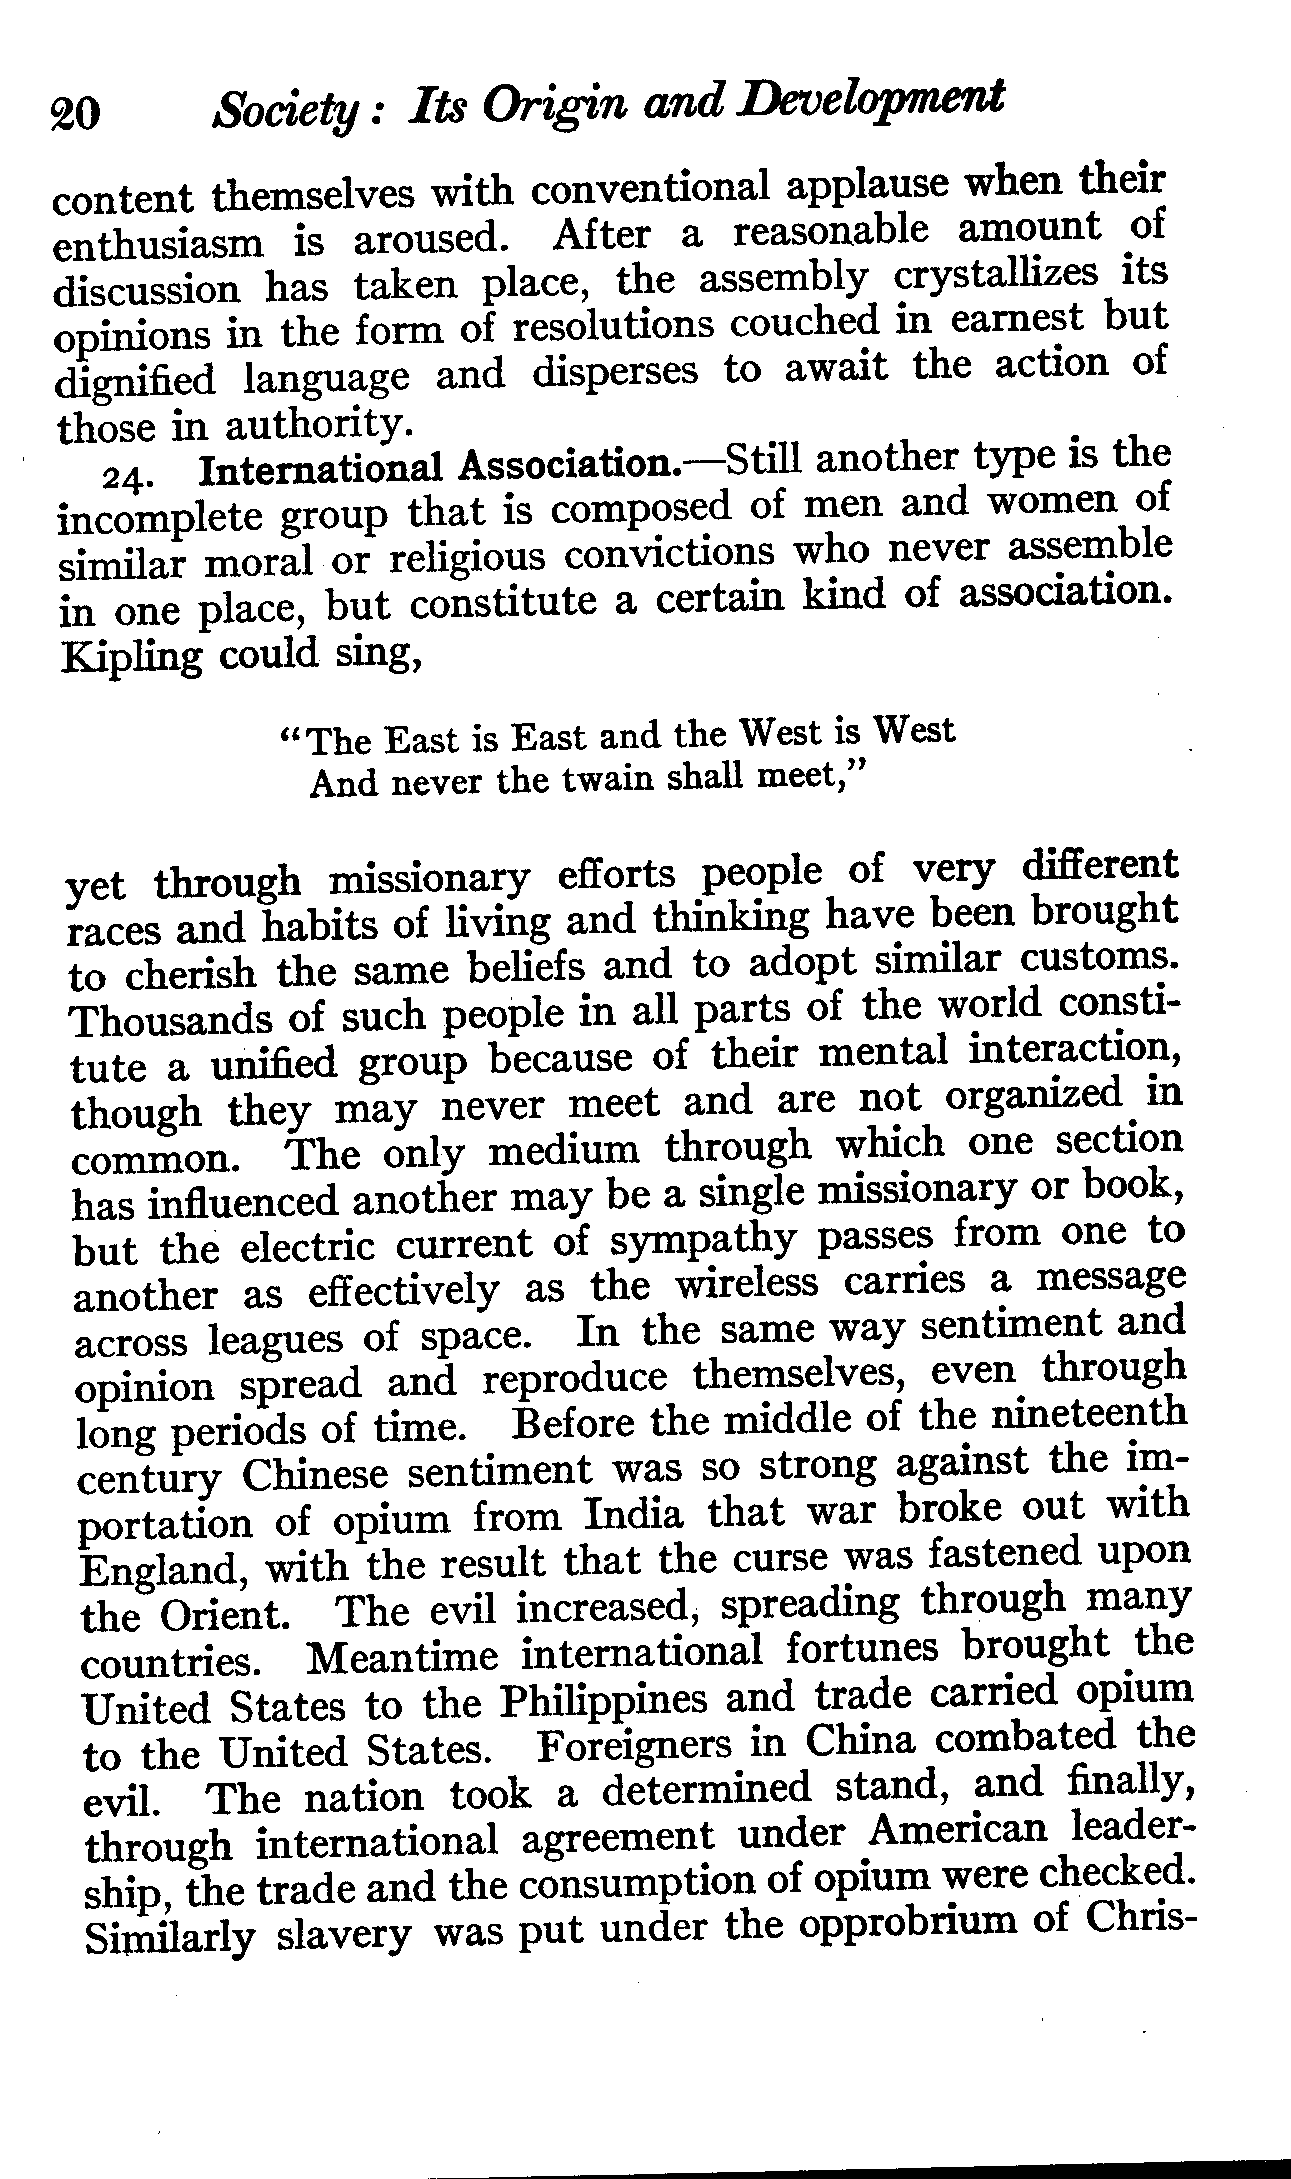 20 Society: Its Origin and Development
content themselves with conventional applause when their
enthusiasm is aroused. After a reasonable amount of
discussion has taken place, the assembly crystallizes its
opinions in the form of resolutions couched in earnest but
dignified language and disperses to await the action of
those in authority.
24. International Association.—Still another type is the
incomplete group that is composed of men and women of
similar moral or religious convictions who never assemble
in one place, but constitute a certain kind of association.
Kipling could sing,
"The East is East and the West is West
And never the twain shall meet,"
yet through missionary efforts people of very different
races and habits of living and thinking have been brought
to cherish the same beliefs and to adopt similar customs.
Thousands of such people in all parts of the world consti-
tute a unified group because of their mental interaction,
though they may never meet and are not organized in
common. The only medium through which one section
has influenced another may be a single missionary or book,
but the electric current of sympathy passes from one to
another as effectively as the wireless carries a message
across leagues of space. In the same way sentiment and
opinion spread and reproduce themselves, even through
long periods of time. Before the middle of the nineteenth
century Chinese sentiment was so strong against the im-
portation of opium from India that war broke out with
England, with the result that the curse was fastened upon
the Orient. The evil increased, spreading through many
countries. Meantime international fortunes brought the
United States to the Philippines and trade carried opium
to the United States. Foreigners in China combated the
evil. The nation took a determined stand, and finally,
through international agreement under American leader-
ship, the trade and the consumption of opium were checked.
Similarly slavery was put under the opprobrium of Chris-